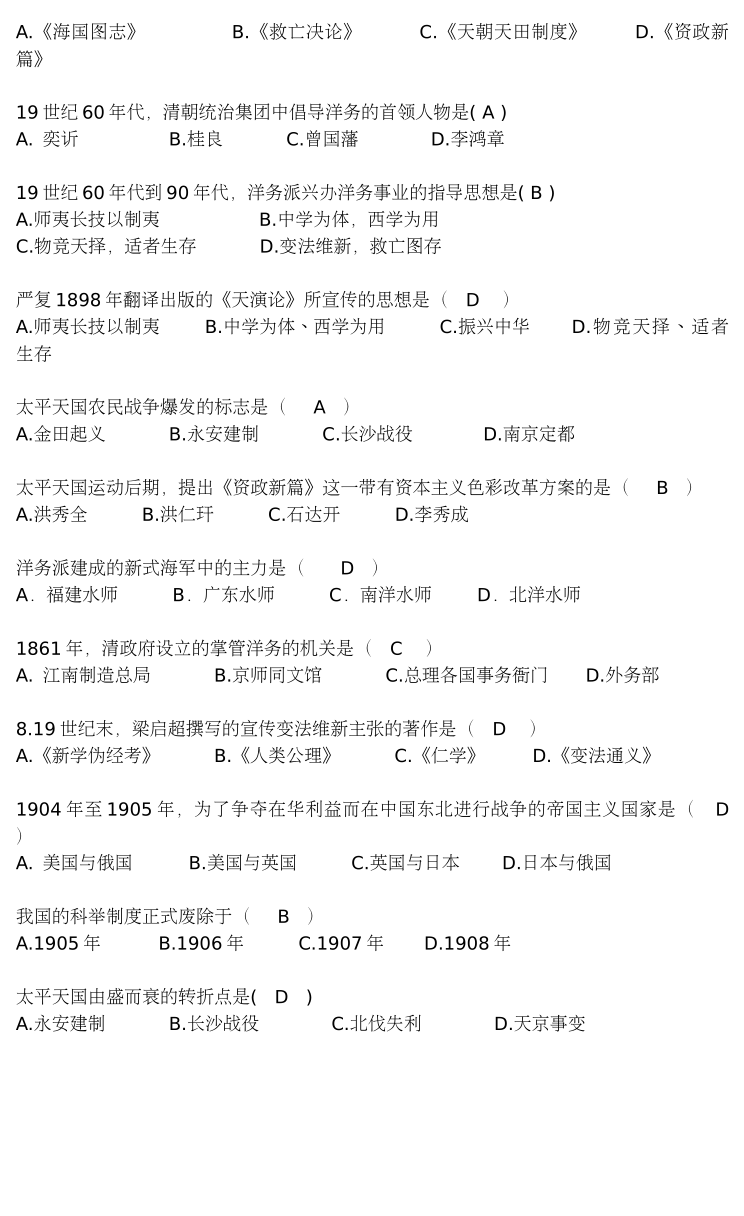 A.《海国图志》 B.《救亡决论》 C.《天朝天田制度》 D.《资政新
篇》
19 世纪 60 年代，清朝统治集团中倡导洋务的首领人物是( A )
A. 奕䜣 B.桂良 C.曾国藩 D.李鸿章
19 世纪 60 年代到 90 年代，洋务派兴办洋务事业的指导思想是( B )
A.师夷长技以制夷 B.中学为体，西学为用
C.物竞天择，适者生存 D.变法维新，救亡图存
严复 1898 年翻译出版的《天演论》所宣传的思想是（ D ）
A.师夷长技以制夷 B.中学为体、西学为用 C.振兴中华 D.物竞天择、适者
生存
太平天国农民战争爆发的标志是（ A ）
A.金田起义 B.永安建制 C.长沙战役 D.南京定都
太平天国运动后期，提出《资政新篇》这一带有资本主义色彩改革方案的是（ B ）
A.洪秀全 B.洪仁玕 C.石达开 D.李秀成
洋务派建成的新式海军中的主力是（ D ）
A．福建水师 B．广东水师 C．南洋水师 D．北洋水师
1861 年，清政府设立的掌管洋务的机关是（ C ）
A. 江南制造总局 B.京师同文馆 C.总理各国事务衙门 D.外务部
8.19 世纪末，梁启超撰写的宣传变法维新主张的著作是（ D ）
A.《新学伪经考》 B.《人类公理》 C.《仁学》 D.《变法通义》
1904 年至 1905 年，为了争夺在华利益而在中国东北进行战争的帝国主义国家是（ D
）
A. 美国与俄国 B.美国与英国 C.英国与日本 D.日本与俄国
我国的科举制度正式废除于（ B ）
A.1905 年 B.1906 年 C.1907 年 D.1908 年
太平天国由盛而衰的转折点是( D )
A.永安建制 B.长沙战役 C.北伐失利 D.天京事变